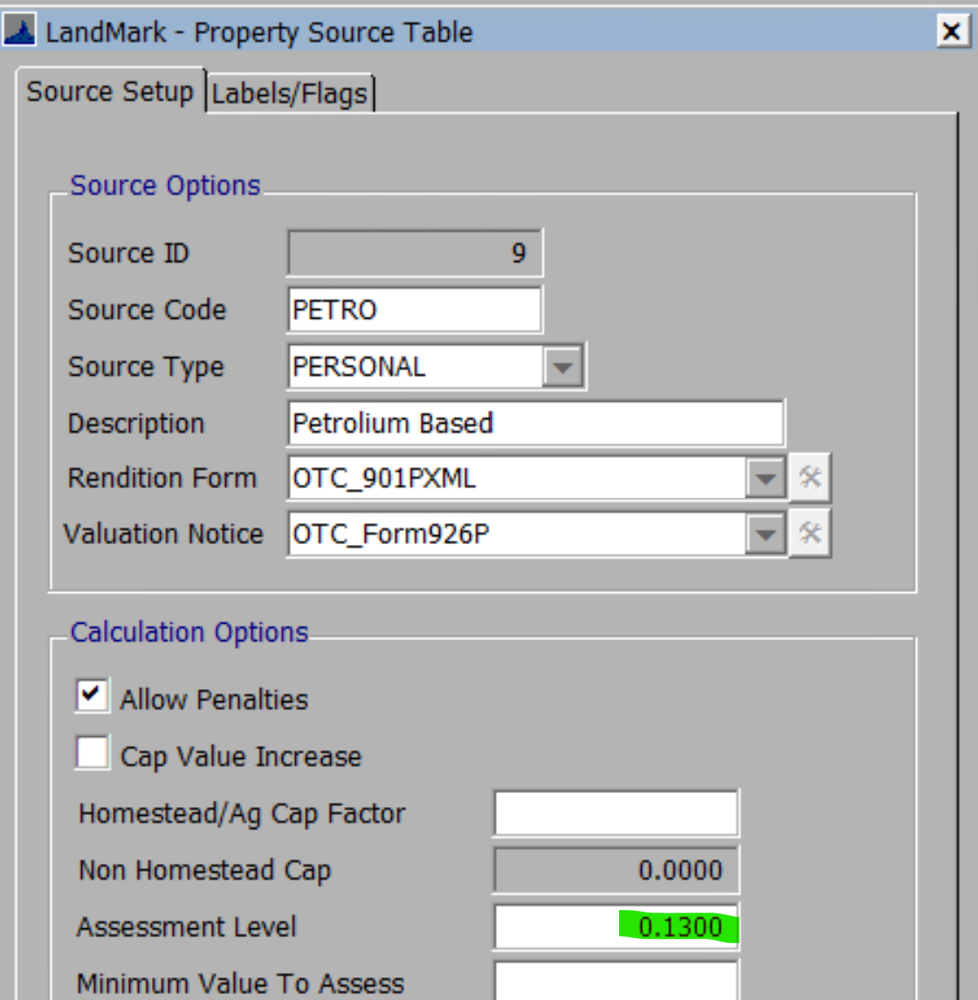 LandMark - Property Source Table
Source Setup Labels/Flags
Source Options
Source ID 9
Source Code PETRO
Source Type PERSONAL
Description Petrolium Based
Rendition Form OTC_901PXML
Valuation Notice OTC_Form926P
Calculation Options
Allow Penalties
Cap Value Increase
Homestead/Ag Cap Factor
Non Homestead Cap 0.0000
Assessment Level 0.1300
Minimum Value To Assess